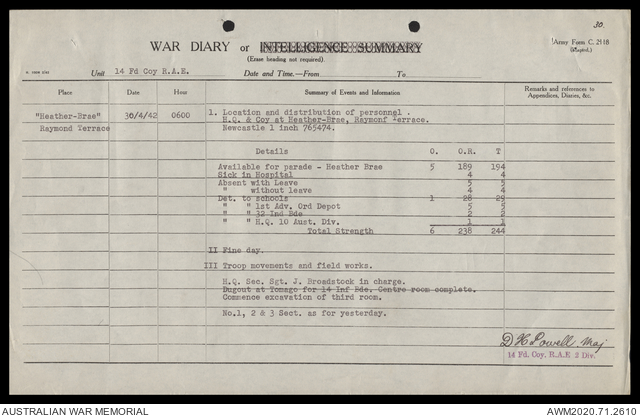 30.
WAR DIARY or INTELLIGENCE SUMMARY
Army Form C. 2118
(Adapted.)
(Erase heading not required).
Unit 14 Fd Coy R.A.E.
Date and Time.—From To
Place Date Hour Summary of Events and Information Remarks and references to Appendices, Diaries, &c.
"Heather-Brae" 30/4/42 0600 1. Location and distribution of personnel .
H.Q. & Coy at Heather-Brae, Raymonf Terrace.
Raymond Terrace Newcastle 1 inch 765474.
Details O. O.R. T
Available for parade - Heather Brae 5 189 194
Sick in Hospital 4 4
Absent with Leave 5 5
" without leave 4 4
Det. to schools 1 28 29
" " 1st Adv. Ord Depot 5 5
" " 32 Ind Bde 2 2
" " H.Q. 10 Aust. Div. 1 1
Total Strength 6 238 244
II Fine day.
III Troop movements and field works.
H.Q. Sec. Sgt. J. Broadstock in charge.
Dugout at Tomago for 14 Inf Bde. Centre room complete.
Commence excavation of third room.
No.1, 2 & 3 Sect. as for yesterday.
D H Powell Maj
14 Fd. Coy. R.A.E 2 Div.
AUSTRALIAN WAR MEMORIAL AWM2020.71.2610